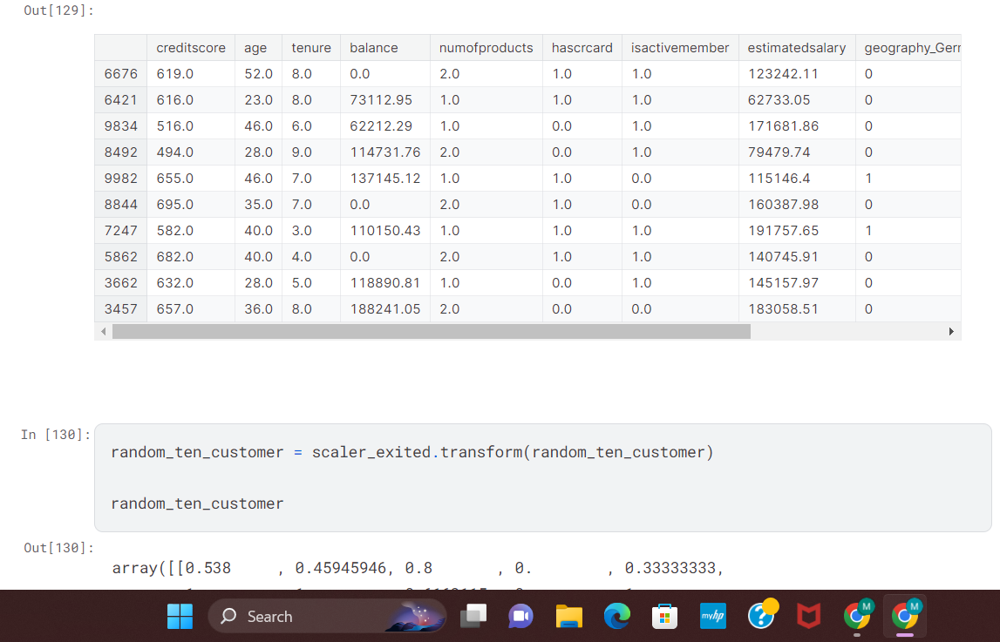 Out[129]:
creditscore age tenure balance numofproducts hascrcard isactivemember estimatedsalary geography_Gerr
6676 619.0 52.0 8.0 0.0 2.0 1.0 1.0 123242.11 0
6421 616.0 23.0 8.0 73112.95 1.0 1.0 1.0 62733.05 0
9834 516.0 46.0 6.0 62212.29 1.0 0.0 1.0 171681.86 0
8492 494.0 28.0 9.0 114731.76 2.0 0.0 1.0 79479.74 0
9982 655.0 46.0 7.0 137145.12 1.0 1.0 0.0 115146.4 1
8844 695.0 35.0 7.0 0.0 2.0 1.0 0.0 160387.98 0
7247 582.0 40.0 3.0 110150.43 1.0 1.0 1.0 191757.65 1
5862 682.0 40.0 4.0 0.0 2.0 1.0 1.0 140745.91 0
3662 632.0 28.0 5.0 118890.81 1.0 0.0 1.0 145157.97 0
3457 657.0 36.0 8.0 188241.05 2.0 0.0 0.0 183058.51 0
In [130]:
random_ten_customer = scaler_exited.transform(random_ten_customer)
random_ten_customer
Out[130]:
array([[0.538 , 0.45945946, 0.8 , 0. , 0.33333333,
Search
myhp
?
M
M